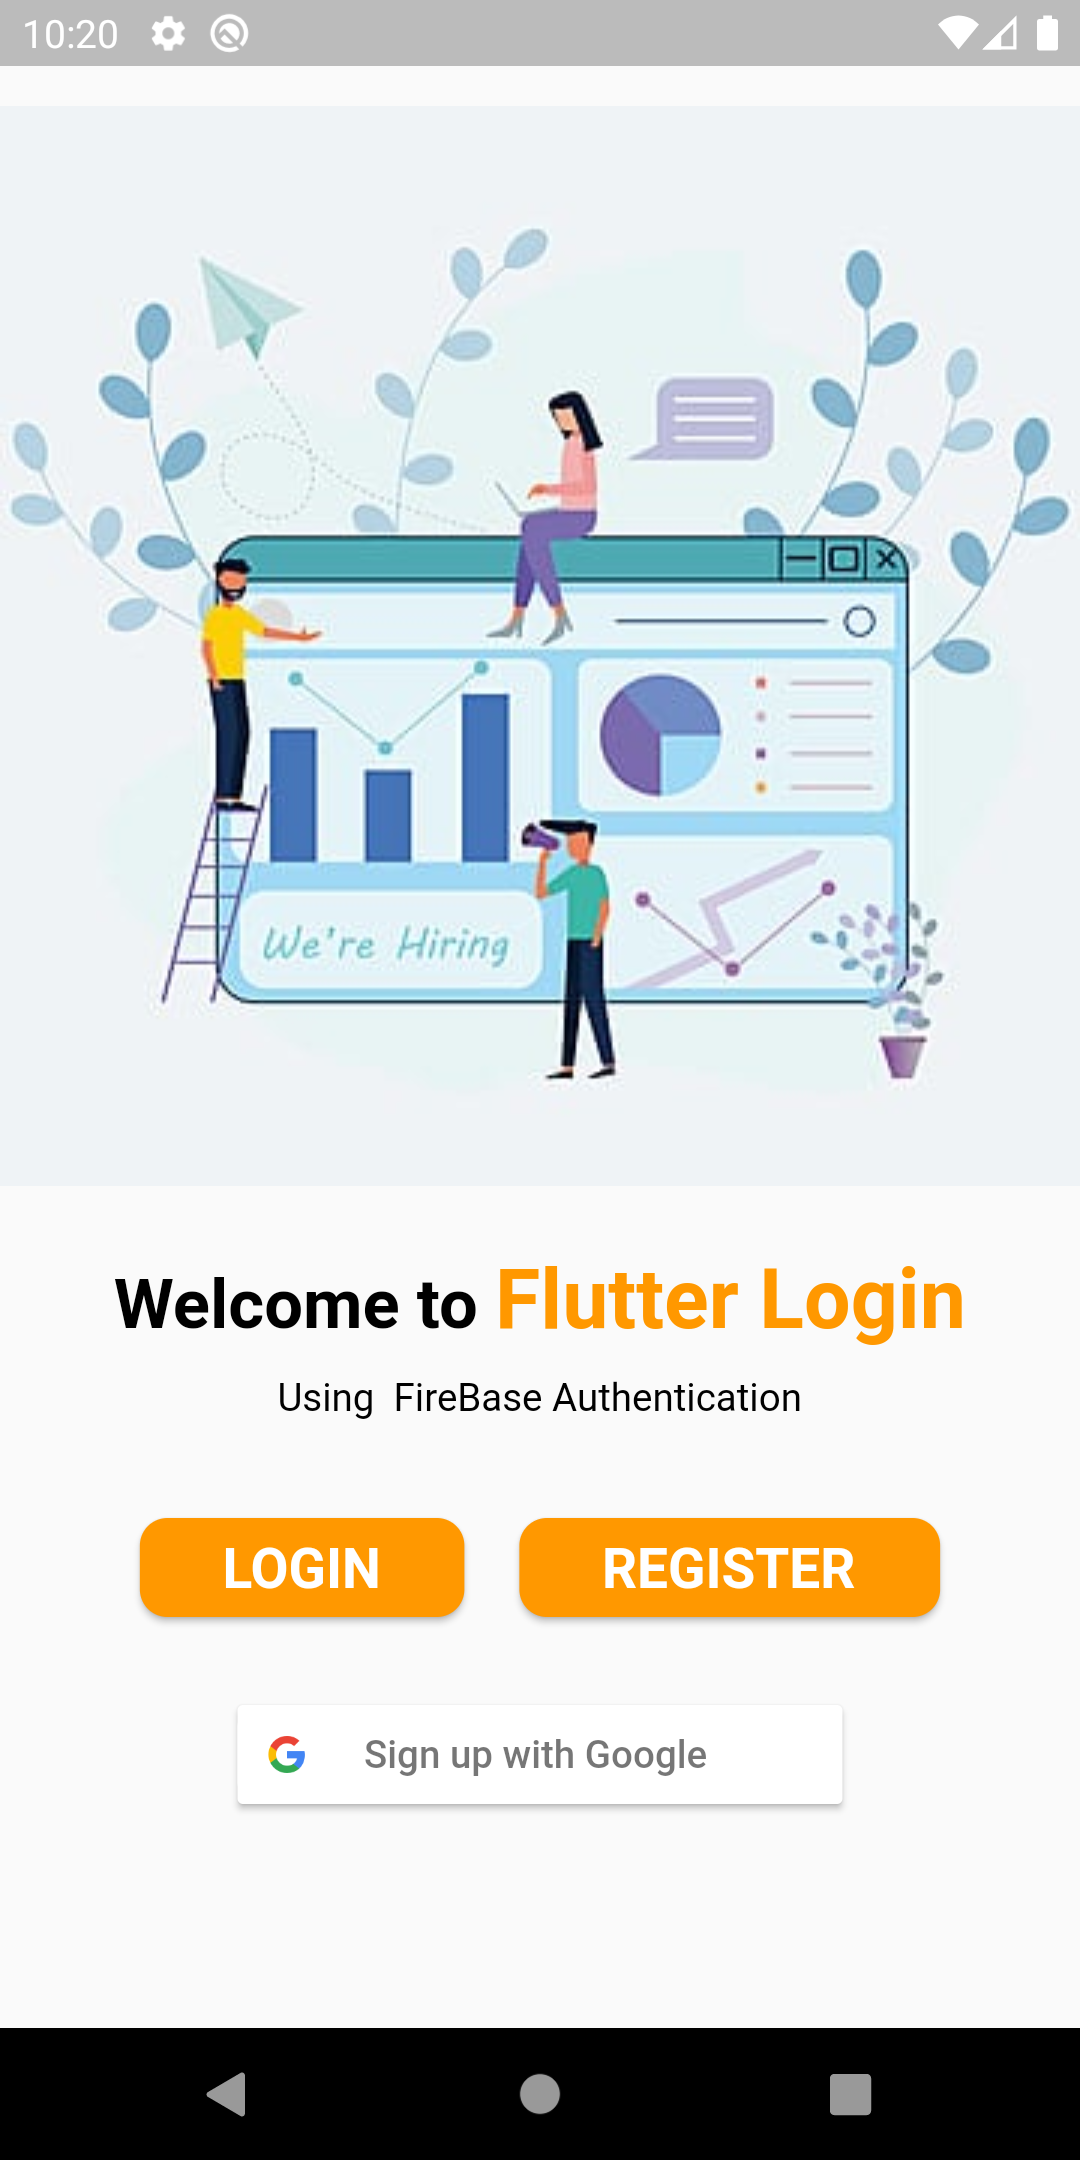 10:20
We're Hiring
Welcome to Flutter Login
Using  FireBase Authentication
LOGIN
REGISTER
Sign up with Google